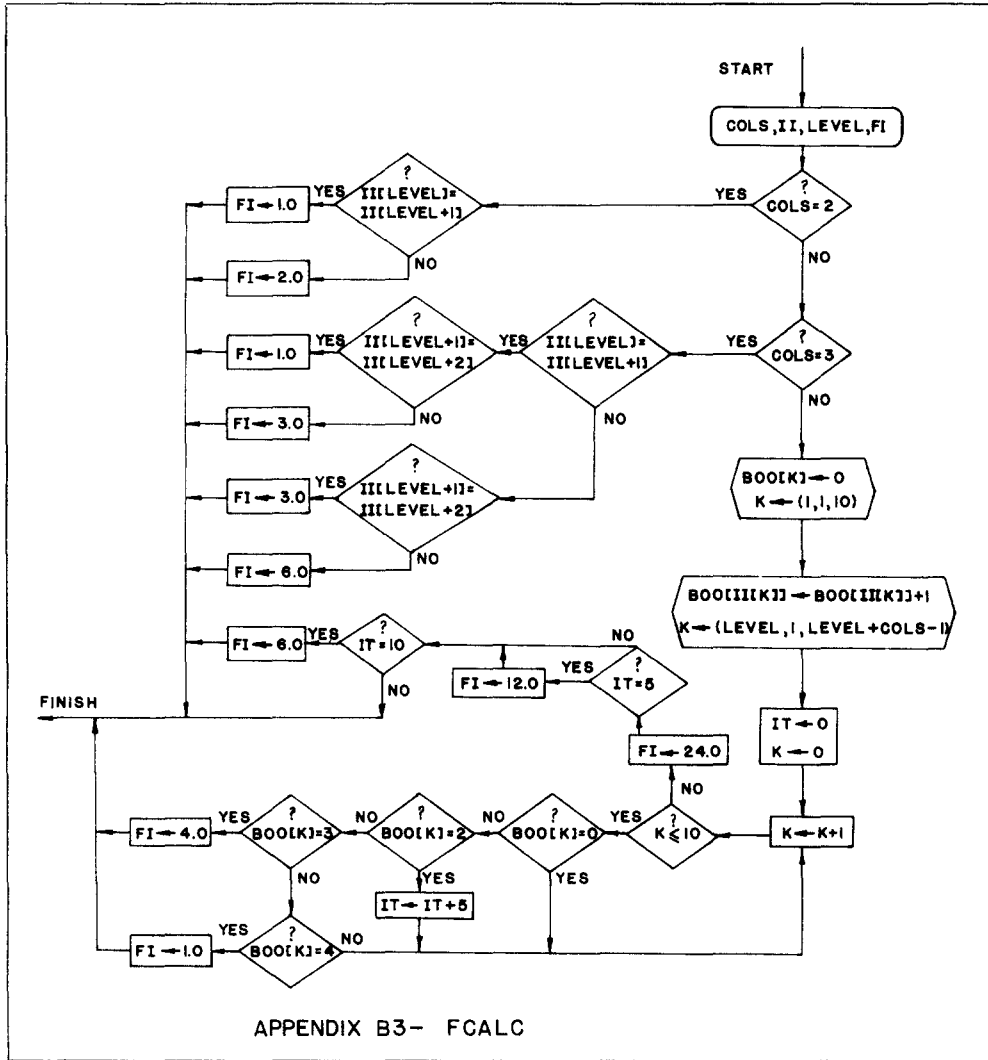 START
COLS,II,LEVEL,FI
?
COLS=2
YES
NO
?
II[LEVEL]=
II[LEVEL+1]
YES
NO
FI←1.0
FI←2.0
?
COLS=3
YES
NO
?
II[LEVEL]=
II[LEVEL+1]
YES
NO
?
II[LEVEL+1]=
II[LEVEL+2]
YES
NO
FI←1.0
FI←3.0
?
II[LEVEL+1]=
II[LEVEL+2]
YES
NO
FI←3.0
FI←6.0
BOO[K]←0
K←(1,1,10)
BOO[II[K]]←BOO[II[K]]+1
K←(LEVEL,1,LEVEL+COLS-1)
IT←0
K←0
K←K+1
?
K≤10
YES
NO
FI←24.0
?
IT=5
YES
NO
FI←12.0
?
IT=10
YES
NO
FI←6.0
FINISH
?
BOO[K]=0
NO
YES
?
BOO[K]=2
NO
YES
IT←IT+5
?
BOO[K]=3
YES
NO
FI←4.0
?
BOO[K]=4
YES
NO
FI←1.0
APPENDIX B3- FCALC